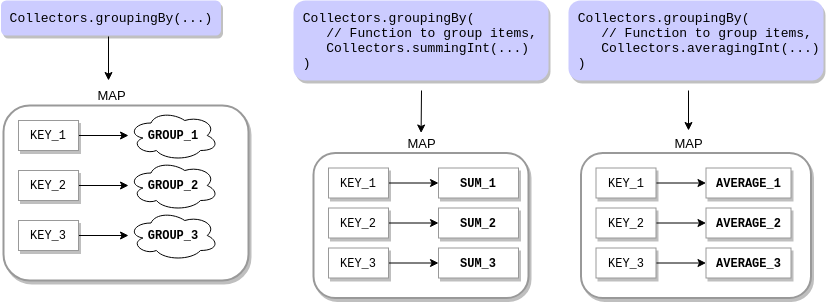 Collectors.groupingBy(...)
MAP
KEY_1
GROUP_1
KEY_2
GROUP_2
KEY_3
GROUP_3
Collectors.groupingBy(
// Function to group items,
Collectors.summingInt(...)
)
MAP
KEY_1
SUM_1
KEY_2
SUM_2
KEY_3
SUM_3
Collectors.groupingBy(
// Function to group items,
Collectors.averagingInt(...)
)
MAP
KEY_1
AVERAGE_1
KEY_2
AVERAGE_2
KEY_3
AVERAGE_3